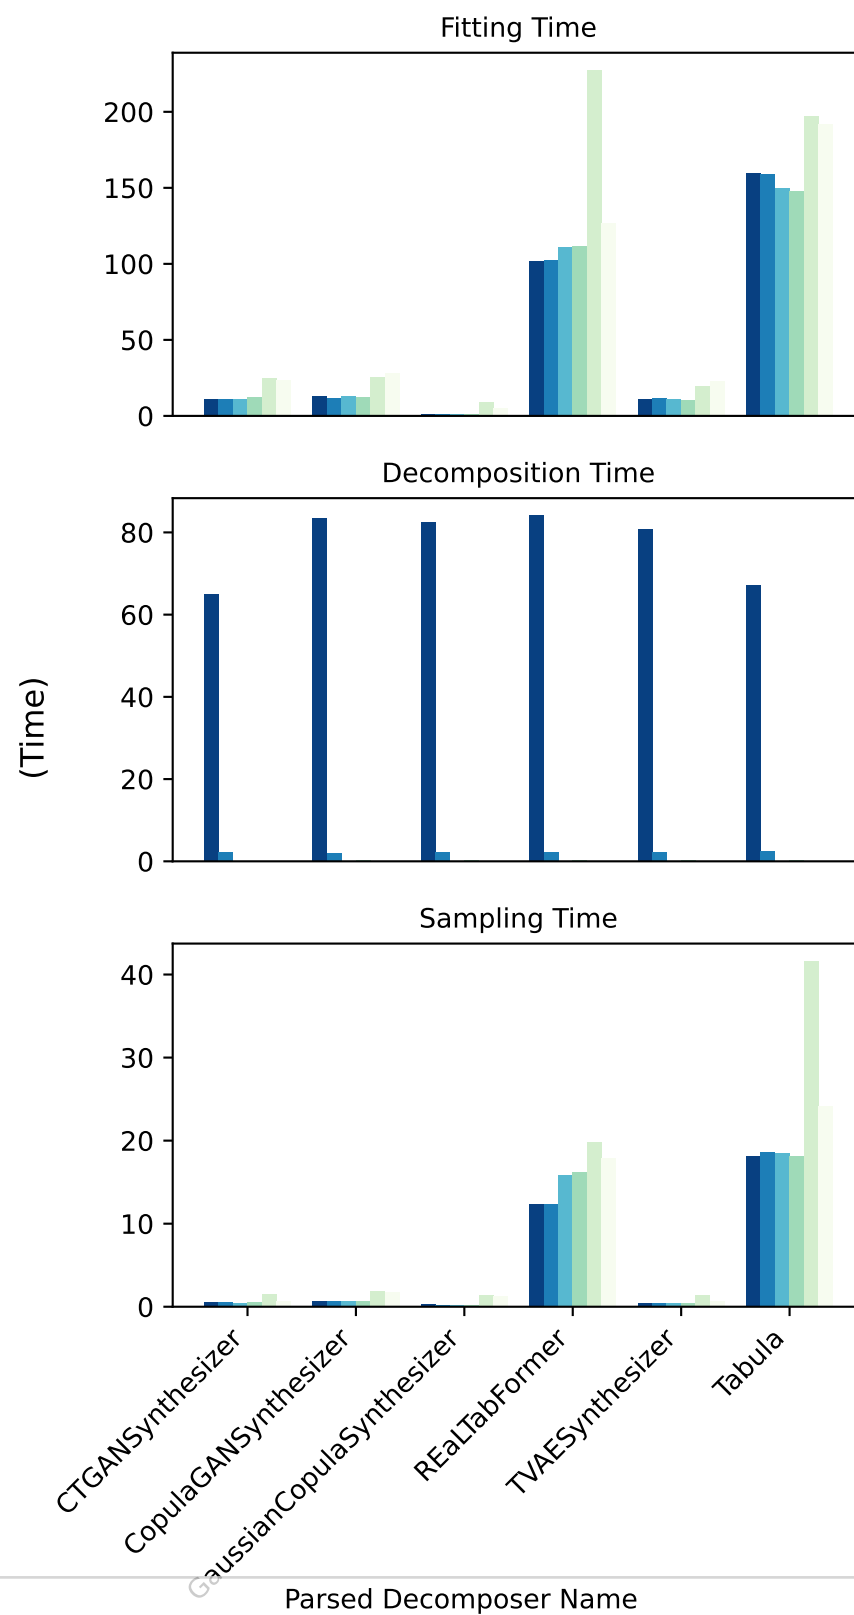 Fitting Time
200
150
100
50
0
Decomposition Time
80
60
40
20
0
(Time)
Sampling Time
40
30
20
10
0
CTGANSynthesizer
CopulaGANSynthesizer
GaussianCopulaSynthesizer
REaLTabFormer
TVAESynthesizer
Tabula
Parsed Decomposer Name